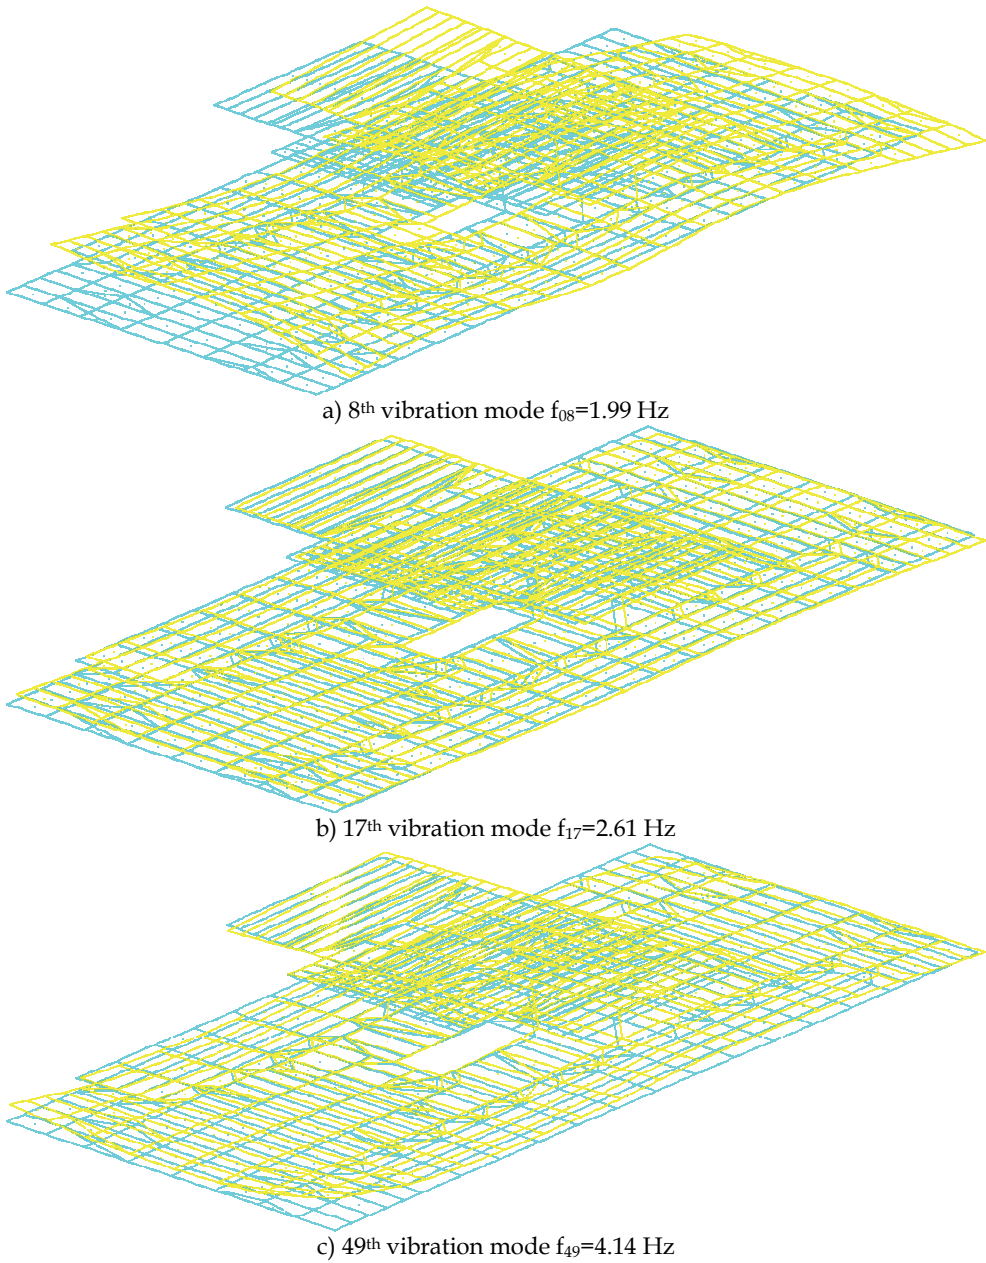 a) 8th vibration mode f08=1.99 Hz
b) 17th vibration mode f17=2.61 Hz
c) 49th vibration mode f49=4.14 Hz